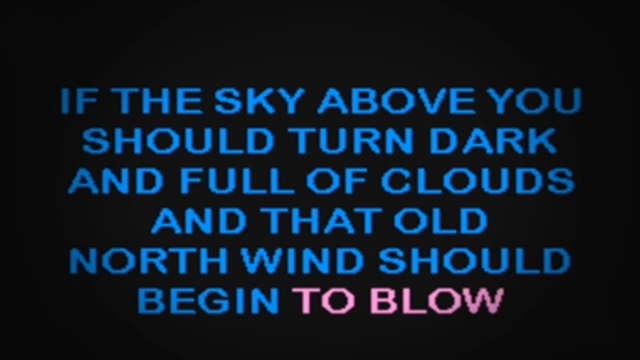 IF THE SKY ABOVE YOU
SHOULD TURN DARK
AND FULL OF CLOUDS
AND THAT OLD
NORTH WIND SHOULD
BEGIN TO BLOW